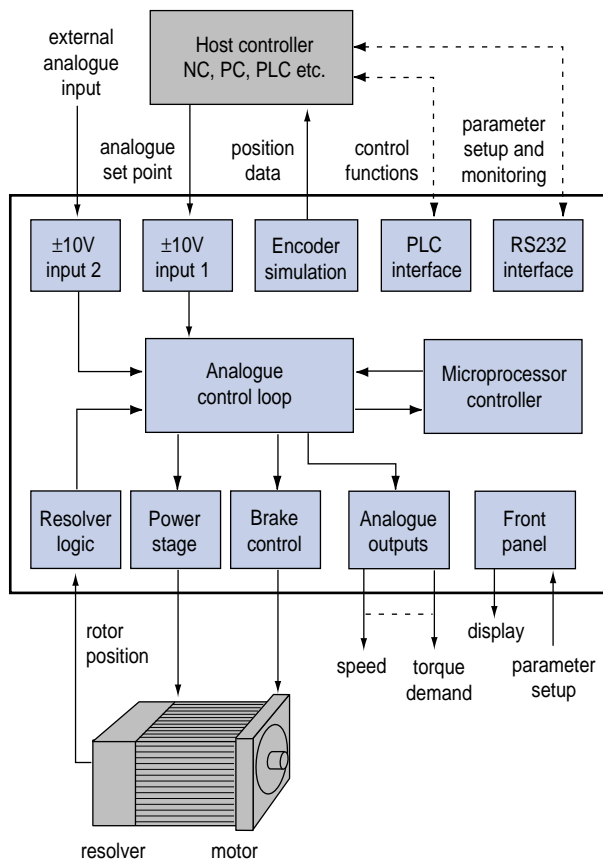 external
analogue
input
Host controller
NC, PC, PLC etc.
analogue
set point
position
data
control
functions
parameter
setup and
monitoring
±10V
input 2
±10V
input 1
Encoder
simulation
PLC
interface
RS232
interface
Analogue
control loop
Microprocessor
controller
Resolver
logic
Power
stage
Brake
control
Analogue
outputs
Front
panel
rotor
position
speed
torque
demand
display
parameter
setup
resolver
motor